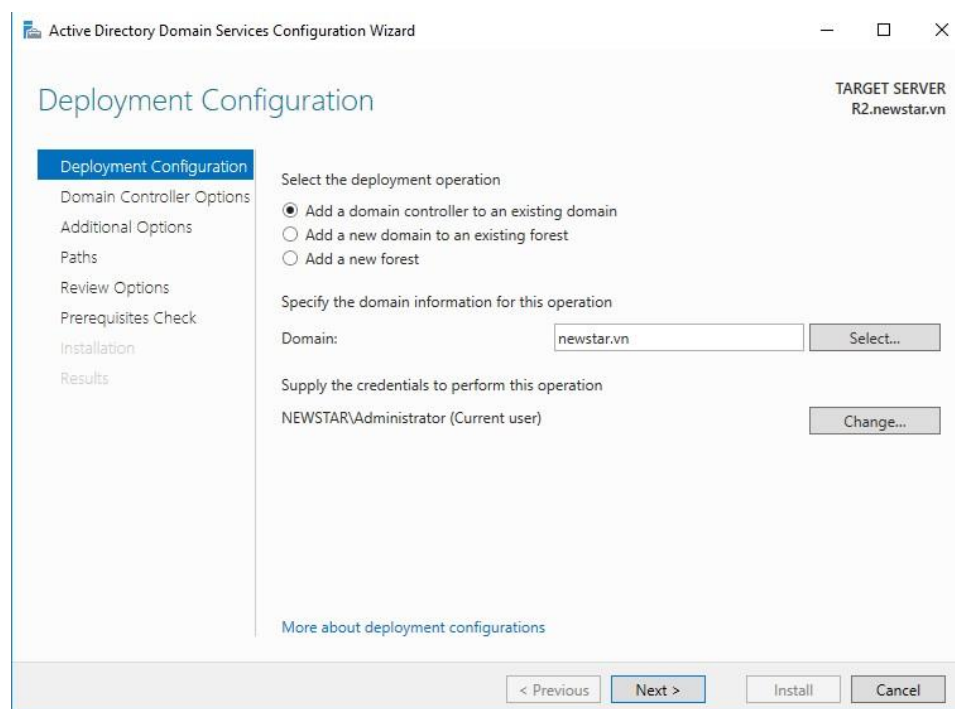 Active Directory Domain Services Configuration Wizard
Deployment Configuration
TARGET SERVER
R2.newstar.vn
Deployment Configuration
Domain Controller Options
Additional Options
Paths
Review Options
Prerequisites Check
Installation
Results
Select the deployment operation
Add a domain controller to an existing domain
Add a new domain to an existing forest
Add a new forest
Specify the domain information for this operation
Domain: newstar.vn Select...
Supply the credentials to perform this operation
NEWSTAR\Administrator (Current user) Change...
More about deployment configurations
< Previous Next > Install Cancel